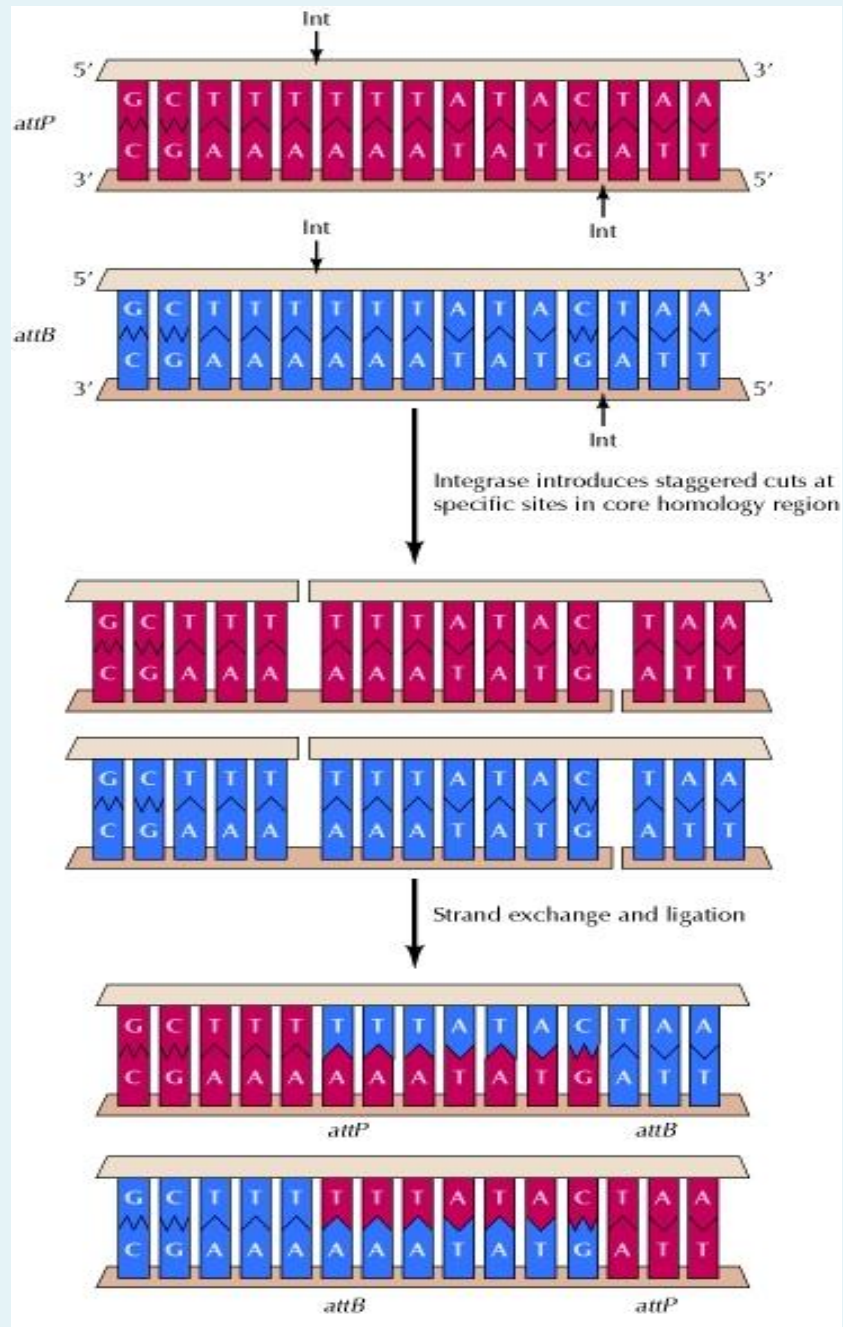 Int
5′ 3′
G C T T T T T T A T A C T A A
attP
C G A A A A A A T A T G A T T
3′ 5′
Int Int
5′ 3′
G C T T T T T T A T A C T A A
attB
C G A A A A A A T A T G A T T
3′ 5′
Int
Integrase introduces staggered cuts at
specific sites in core homology region
G C T T T T T T A T A C T A A
C G A A A A A A T A T G A T T
G C T T T T T T A T A C T A A
C G A A A A A A T A T G A T T
Strand exchange and ligation
G C T T T T T T A T A C T A A
C G A A A A A A T A T G A T T
attP attB
G C T T T T T T A T A C T A A
C G A A A A A A T A T G A T T
attB attP